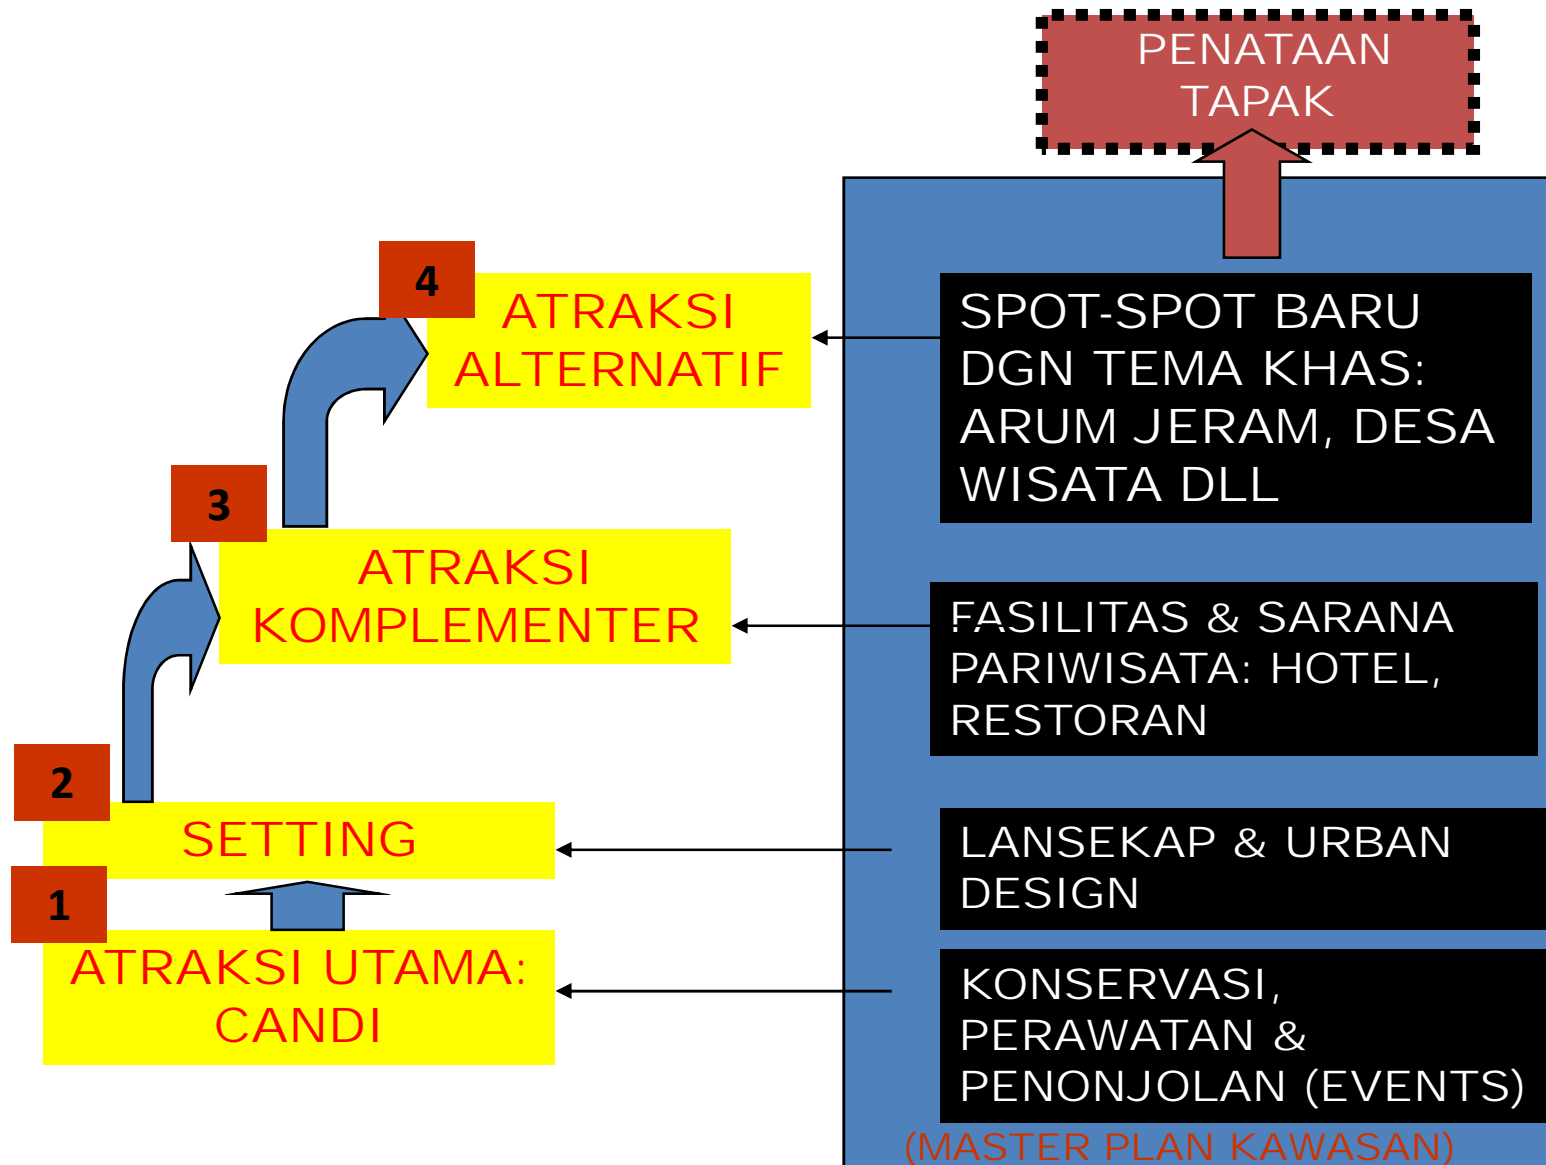 PENATAAN
TAPAK
4
ATRAKSI
ALTERNATIF
SPOT-SPOT BARU
DGN TEMA KHAS:
ARUM JERAM, DESA
WISATA DLL
3
ATRAKSI
KOMPLEMENTER
FASILITAS & SARANA
PARIWISATA: HOTEL,
RESTORAN
2
SETTING
LANSEKAP & URBAN
DESIGN
1
ATRAKSI UTAMA:
CANDI
KONSERVASI,
PERAWATAN &
PENONJOLAN (EVENTS)
(MASTER PLAN KAWASAN)